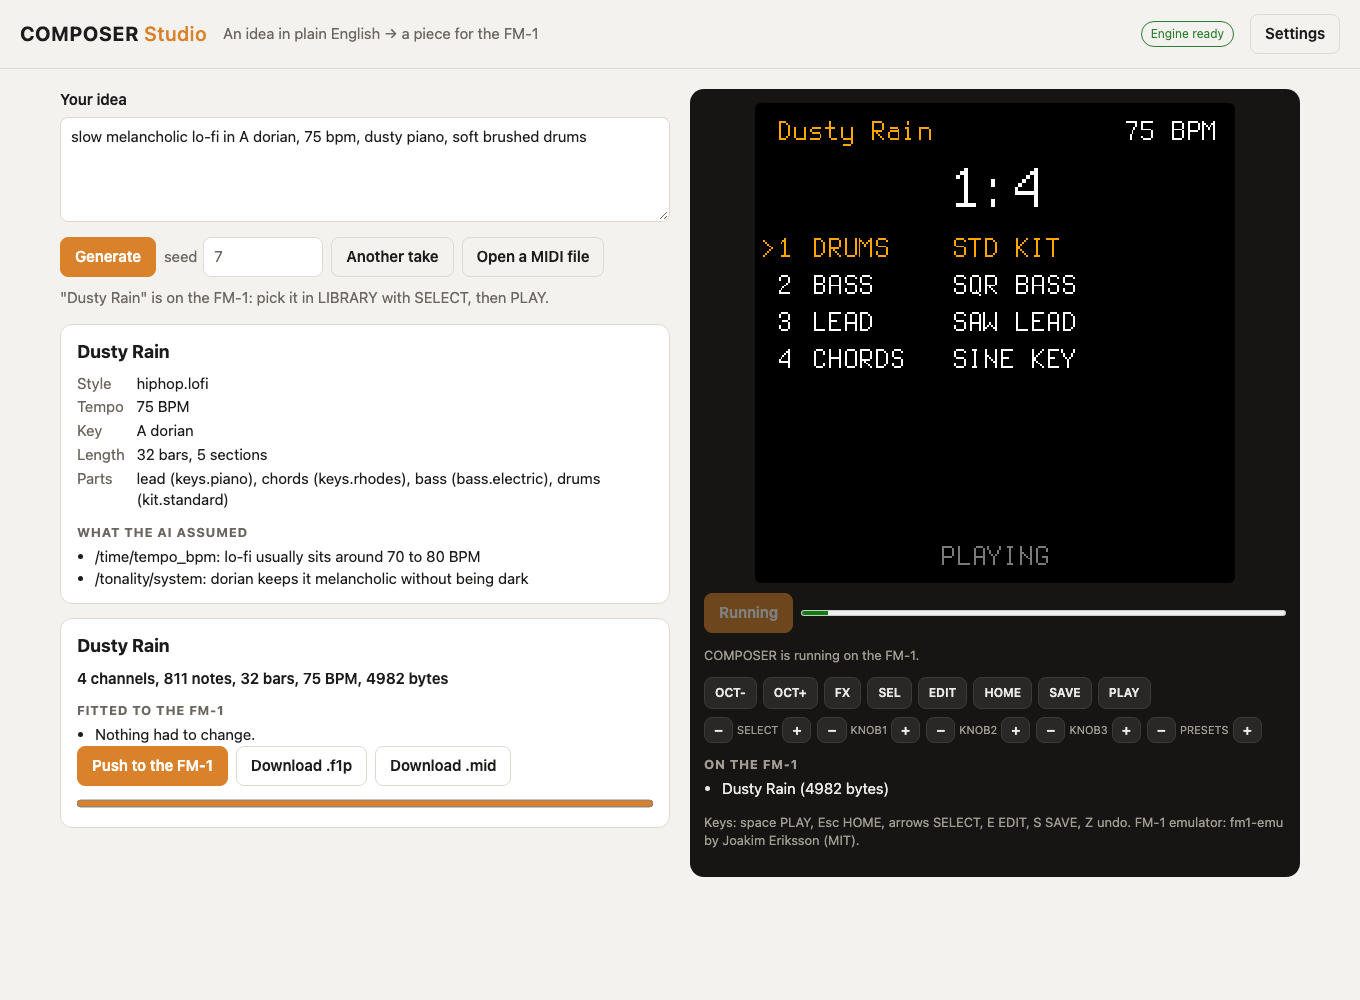 COMPOSER Studio
An idea in plain English → a piece for the FM-1
Engine ready
Settings
Your idea
slow melancholic lo-fi in A dorian, 75 bpm, dusty piano, soft brushed drums
Generate
seed
7
Another take
Open a MIDI file
"Dusty Rain" is on the FM-1: pick it in LIBRARY with SELECT, then PLAY.
Dusty Rain
Style hiphop.lofi
Tempo 75 BPM
Key A dorian
Length 32 bars, 5 sections
Parts lead (keys.piano), chords (keys.rhodes), bass (bass.electric), drums
(kit.standard)
WHAT THE AI ASSUMED
• /time/tempo_bpm: lo-fi usually sits around 70 to 80 BPM
• /tonality/system: dorian keeps it melancholic without being dark
Dusty Rain
4 channels, 811 notes, 32 bars, 75 BPM, 4982 bytes
FITTED TO THE FM-1
• Nothing had to change.
Push to the FM-1
Download .f1p
Download .mid
Dusty Rain 75 BPM
1:4
>1 DRUMS STD KIT
2 BASS SQR BASS
3 LEAD SAW LEAD
4 CHORDS SINE KEY
PLAYING
Running
COMPOSER is running on the FM-1.
OCT- OCT+ FX SEL EDIT HOME SAVE PLAY
− SELECT + − KNOB1 + − KNOB2 + − KNOB3 + − PRESETS +
ON THE FM-1
• Dusty Rain (4982 bytes)
Keys: space PLAY, Esc HOME, arrows SELECT, E EDIT, S SAVE, Z undo. FM-1 emulator: fm1-emu
by Joakim Eriksson (MIT).